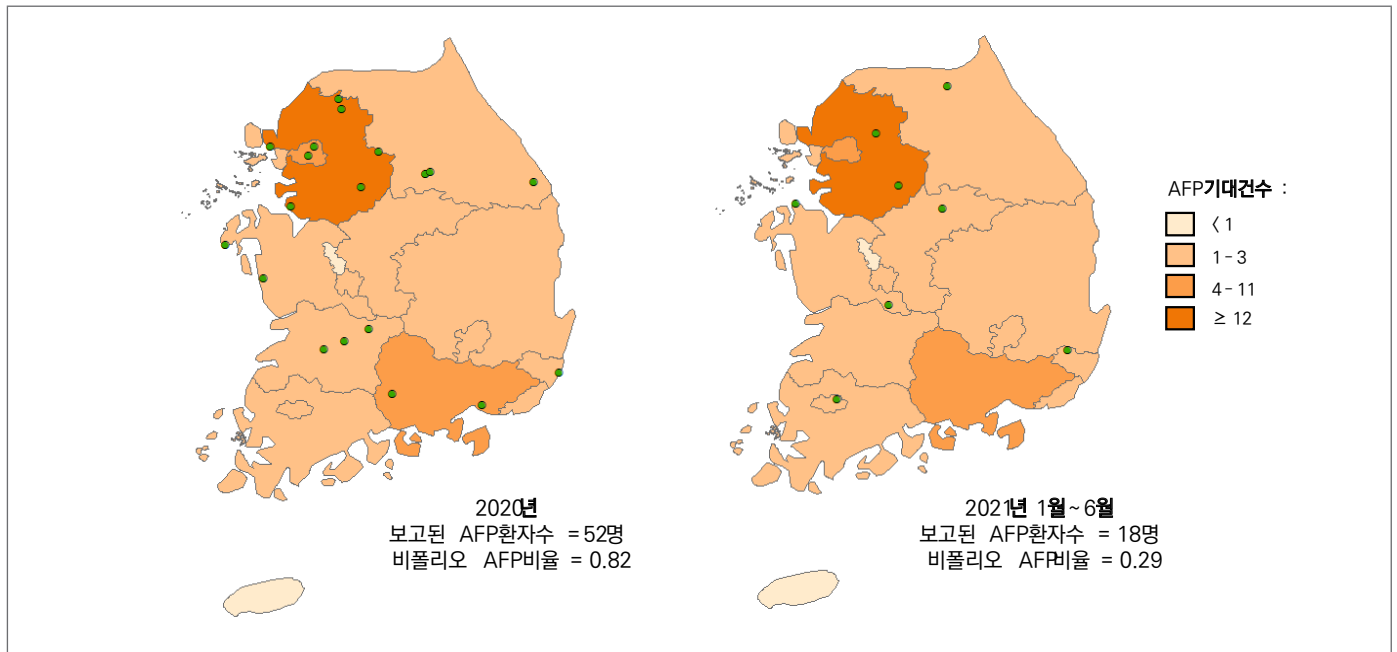 AFP기대건수 :
< 1
1-3
4-11
≥ 12
2020년
보고된 AFP환자수 =52명
비폴리오 AFP비율 = 0.82
2021년 1월~6월
보고된 AFP환자수 = 18명
비폴리오 AFP비율 = 0.29